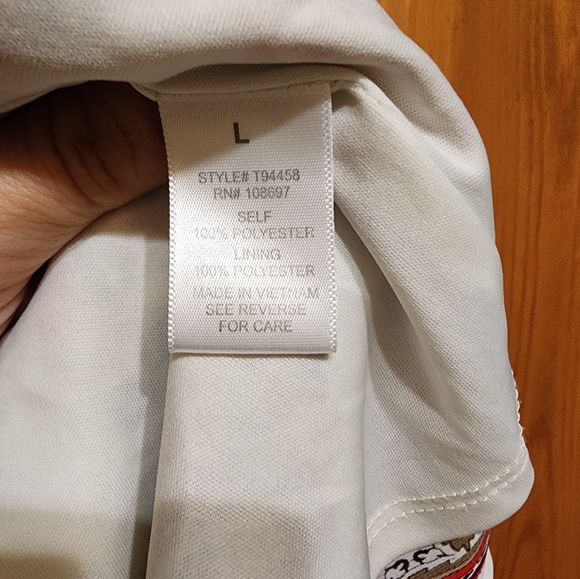 L
STYLE# T94458
RN# 108697
SELF
100% POLYESTER
LINING
100% POLYESTER
MADE IN VIETNAM
SEE REVERSE
FOR CARE